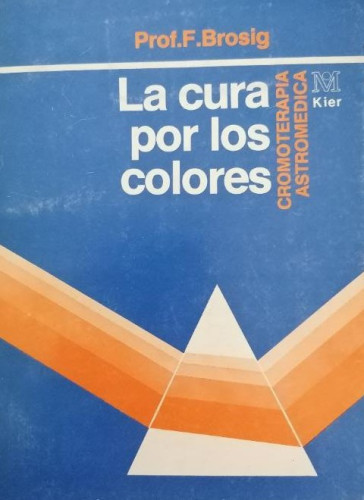 Prof.F.Brosig
La cura
por los
colores
CROMOTERAPIA
ASTROMEDICA
Kier